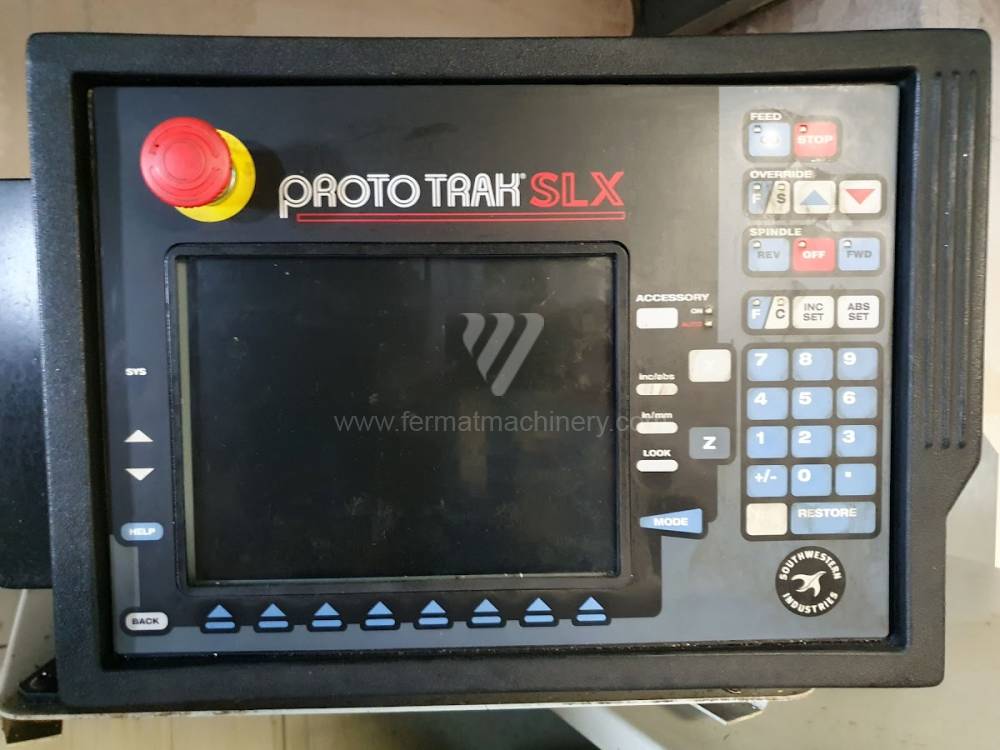 PROTO TRAK® SLX
FEED
GO STOP
OVERRIDE
F / S
SPINDLE
REV OFF FWD
ACCESSORY
ON
AUTO
F / C INC SET ABS SET
7 8 9
inc/abs
4 5 6
in/mm
LOOK
Z
1 2 3
+/- 0 .
MODE
RESTORE
SYS
HELP
BACK
SOUTHWESTERN INDUSTRIES
www.fermatmachinery.com